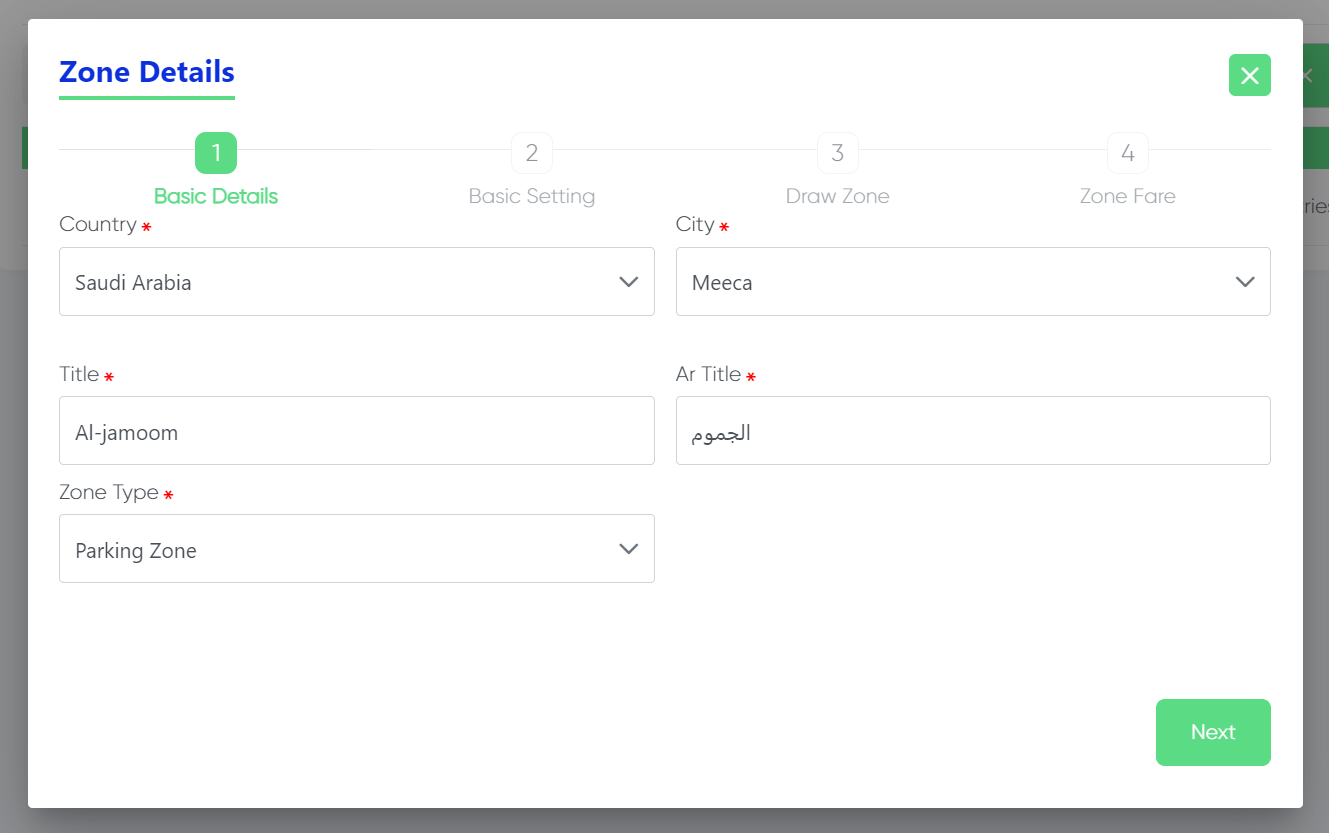 Zone Details
1
Basic Details
2
Basic Setting
3
Draw Zone
4
Zone Fare
Country *
City *
Saudi Arabia
Meeca
Title *
Ar Title *
Al-jamoom
الجموم
Zone Type *
Parking Zone
Next